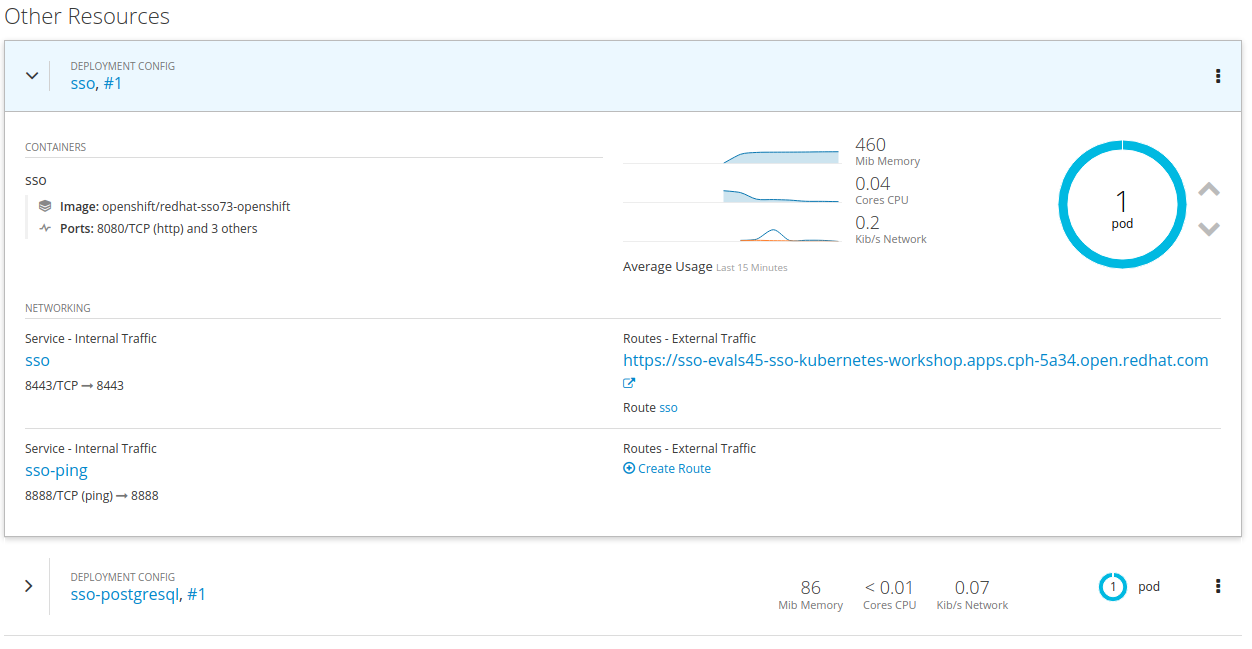 Other Resources
DEPLOYMENT CONFIG
sso, #1
CONTAINERS
sso
Image: openshift/redhat-sso73-openshift
Ports: 8080/TCP (http) and 3 others
460
Mib Memory
0.04
Cores CPU
0.2
Kib/s Network
Average Usage Last 15 Minutes
1
pod
NETWORKING
Service - Internal Traffic
sso
8443/TCP → 8443
Routes - External Traffic
https://sso-evals45-sso-kubernetes-workshop.apps.cph-5a34.open.redhat.com
Route sso
Service - Internal Traffic
sso-ping
8888/TCP (ping) → 8888
Routes - External Traffic
Create Route
DEPLOYMENT CONFIG
sso-postgresql, #1
86
Mib Memory
< 0.01
Cores CPU
0.07
Kib/s Network
1 pod